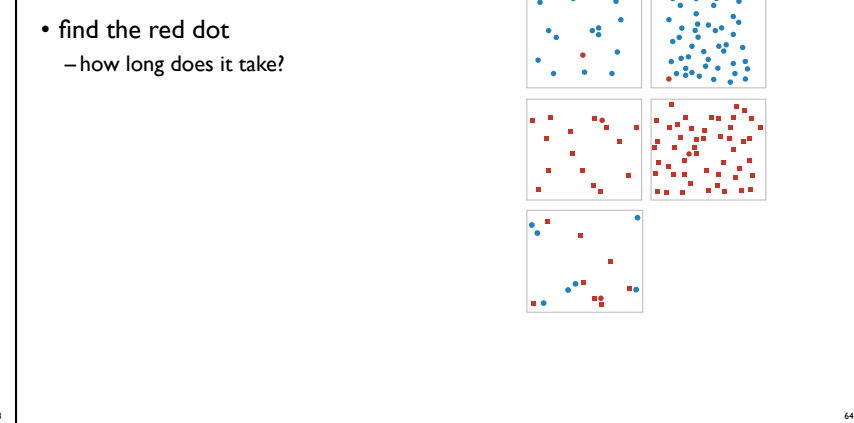 • find the red dot
–how long does it take?
64